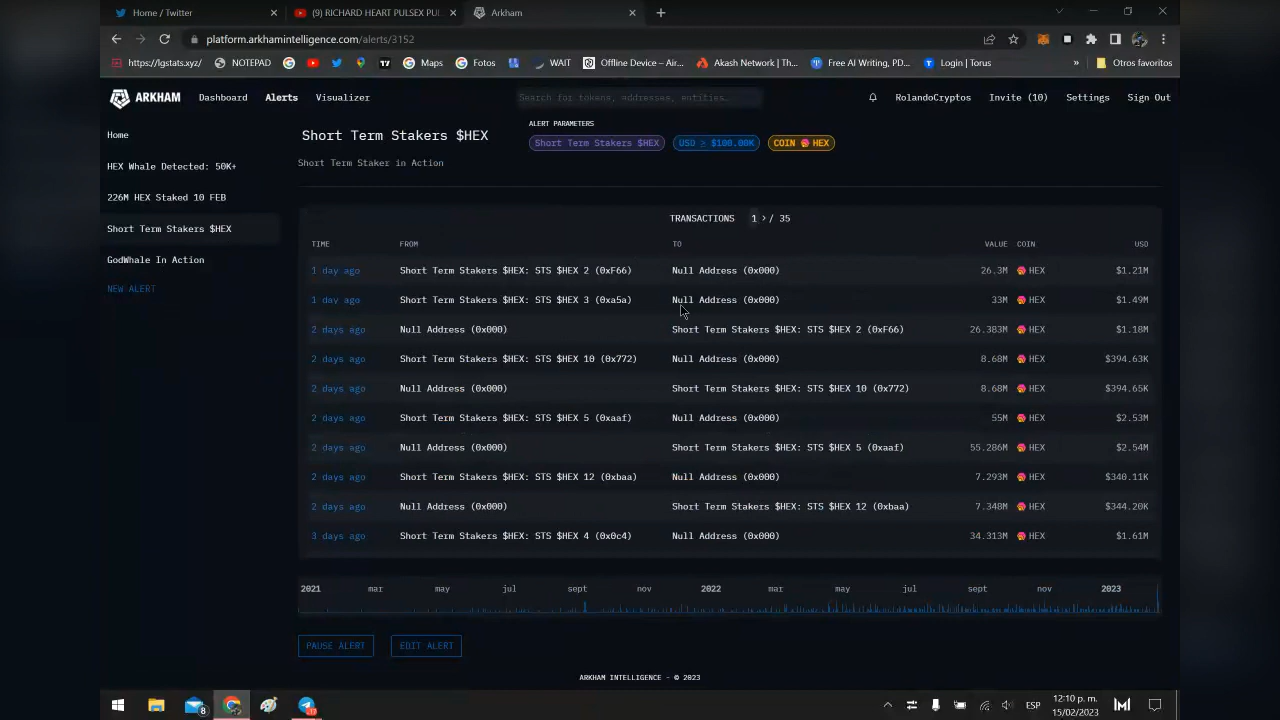 Home / Twitter
(9) RICHARD HEART PULSEX PUL
Arkham
platform.arkhamintelligence.com/alerts/3152
https://lgstats.xyz/
NOTEPAD
Maps
Fotos
WAIT
Offline Device – Air...
Akash Network | Th...
Free AI Writing, PD...
Login | Torus
»
Otros favoritos
ARKHAM
Dashboard
Alerts
Visualizer
Search for tokens, addresses, entities…
RolandoCryptos
Invite (10)
Settings
Sign Out
Home
HEX Whale Detected: 50K+
226M HEX Staked 10 FEB
Short Term Stakers $HEX
GodWhale In Action
NEW ALERT
Short Term Stakers $HEX
Short Term Staker in Action
ALERT PARAMETERS
Short Term Stakers $HEX
USD ≥ $100.00K
COIN HEX
TRANSACTIONS 1 > / 35
TIME FROM TO VALUE COIN USD
1 day ago Short Term Stakers $HEX: STS $HEX 2 (0xF66) Null Address (0x000) 26.3M HEX $1.21M
1 day ago Short Term Stakers $HEX: STS $HEX 3 (0xa5a) Null Address (0x000) 33M HEX $1.49M
2 days ago Null Address (0x000) Short Term Stakers $HEX: STS $HEX 2 (0xF66) 26.383M HEX $1.18M
2 days ago Short Term Stakers $HEX: STS $HEX 10 (0x772) Null Address (0x000) 8.68M HEX $394.63K
2 days ago Null Address (0x000) Short Term Stakers $HEX: STS $HEX 10 (0x772) 8.68M HEX $394.65K
2 days ago Short Term Stakers $HEX: STS $HEX 5 (0xaaf) Null Address (0x000) 55M HEX $2.53M
2 days ago Null Address (0x000) Short Term Stakers $HEX: STS $HEX 5 (0xaaf) 55.286M HEX $2.54M
2 days ago Short Term Stakers $HEX: STS $HEX 12 (0xbaa) Null Address (0x000) 7.293M HEX $340.11K
2 days ago Null Address (0x000) Short Term Stakers $HEX: STS $HEX 12 (0xbaa) 7.348M HEX $344.20K
3 days ago Short Term Stakers $HEX: STS $HEX 4 (0x0c4) Null Address (0x000) 34.313M HEX $1.61M
2021 mar may jul sept nov 2022 mar may jul sept nov 2023
PAUSE ALERT
EDIT ALERT
ARKHAM INTELLIGENCE - © 2023
8
ESP
12:10 p. m.
15/02/2023